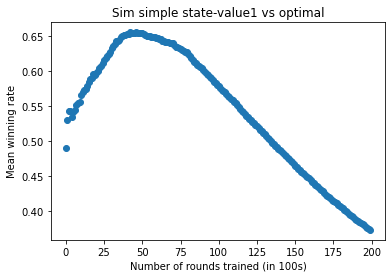 Sim simple state-value1 vs optimal
0.65
0.60
0.55
0.50
0.45
0.40
Mean winning rate
0 25 50 75 100 125 150 175 200
Number of rounds trained (in 100s)